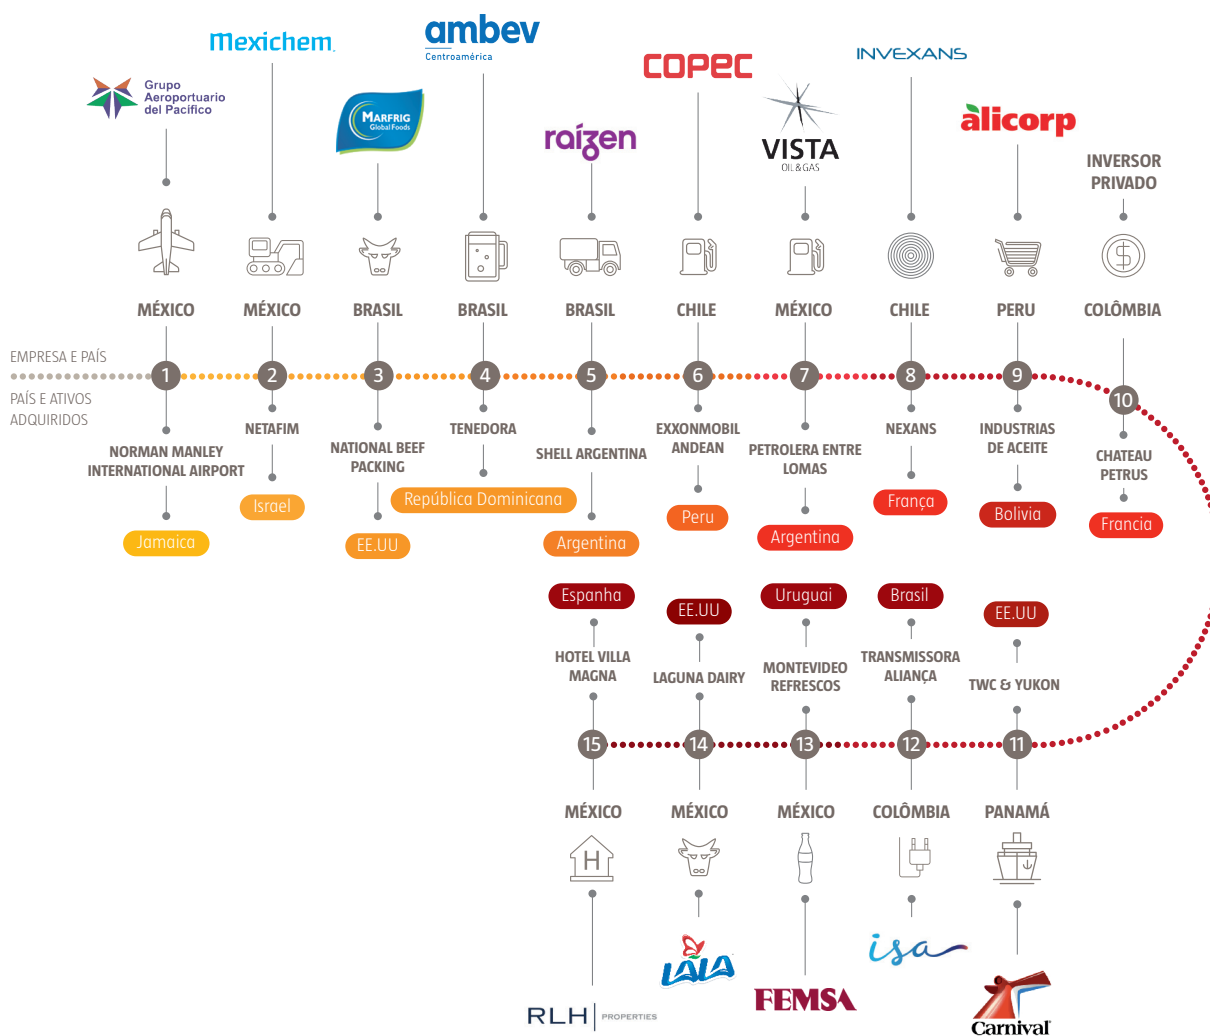 Mexichem.
ambev
Centroamérica
COPEC
INVEXANS
Grupo
Aeroportuario
del Pacífico
MARFRIG
Global Foods
raízen
VISTA
OIL & GAS
alicorp
INVERSOR
PRIVADO
MÉXICO
MÉXICO
BRASIL
BRASIL
BRASIL
CHILE
MÉXICO
CHILE
PERU
COLÔMBIA
EMPRESA E PAÍS
1
2
3
4
5
6
7
8
9
10
PAÍS E ATIVOS
ADQUIRIDOS
NORMAN MANLEY
INTERNATIONAL AIRPORT
NETAFIM
NATIONAL BEEF
PACKING
TENEDORA
SHELL ARGENTINA
EXXONMOBIL
ANDEAN
PETROLERA ENTRE
LOMAS
NEXANS
INDUSTRIAS
DE ACEITE
CHATEAU
PETRUS
Jamaica
Israel
EE.UU
República Dominicana
Argentina
Peru
Argentina
França
Bolivia
Francia
Espanha
EE.UU
Uruguai
Brasil
EE.UU
HOTEL VILLA
MAGNA
LAGUNA DAIRY
MONTEVIDEO
REFRESCOS
TRANSMISSORA
ALIANÇA
TWC & YUKON
15
14
13
12
11
MÉXICO
MÉXICO
MÉXICO
COLÔMBIA
PANAMÁ
H
RLH PROPERTIES
LALA
FEMSA
isa
Carnival